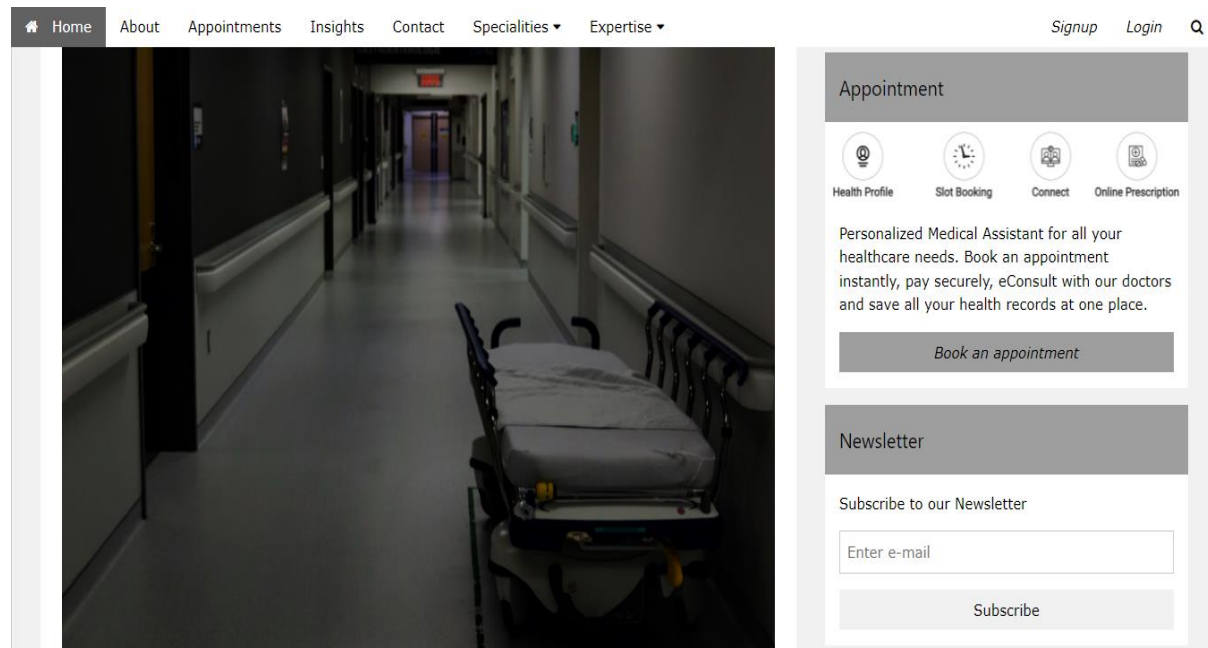 Home About Appointments Insights Contact Specialities Expertise Signup Login
Appointment
Health Profile Slot Booking Connect Online Prescription
Personalized Medical Assistant for all your
healthcare needs. Book an appointment
instantly, pay securely, eConsult with our doctors
and save all your health records at one place.
Book an appointment
Newsletter
Subscribe to our Newsletter
Enter e-mail
Subscribe